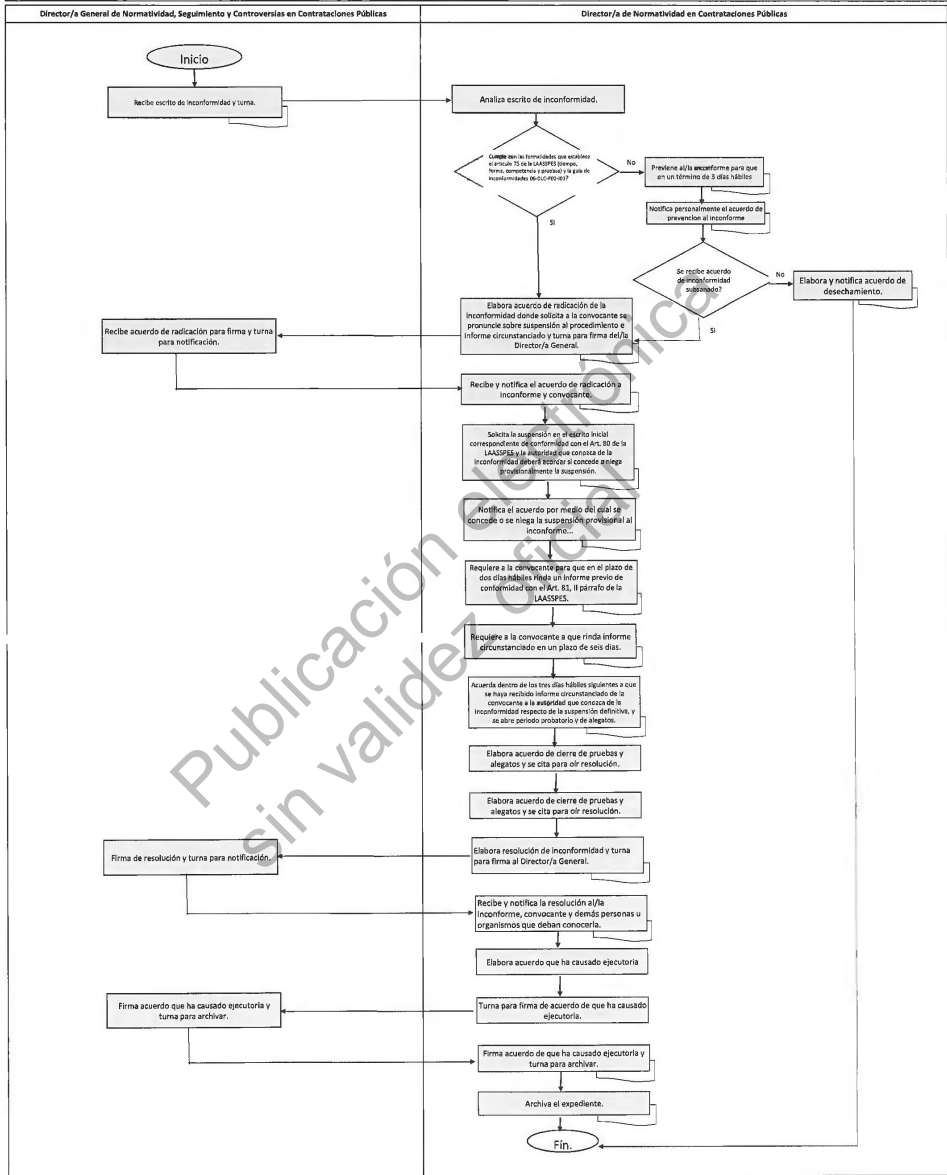 Director/a General de Normatividad, Seguimiento y Controversias en Contrataciones Públicas
Director/a de Normatividad en Contrataciones Públicas
Inicio
Recibe escrito de inconformidad y turna.
Analiza escrito de inconformidad.
Cumple con las formalidades que establece
el artículo 75 de la LAASSPES (tiempo,
forma, competencia y pruebas) y la guía de
inconformidades 06-DLC-P02-I03?
No
Previene al/la inconforme para que
en un término de 3 días hábiles
Notifica personalmente el acuerdo de
prevencion al inconforme
Si
Se recibe acuerdo
de inconformidad
subsanado?
No
Elabora y notifica acuerdo de
desechamiento.
Si
Elabora acuerdo de radicación de la
inconformidad donde solicita a la convocante se
pronuncie sobre suspensión al procedimiento e
informe circunstanciado y turna para firma del/la
Director/a General.
Recibe acuerdo de radicación para firma y turna
para notificación.
Recibe y notifica el acuerdo de radicación a
inconforme y convocante.
Solicita la suspensión en el escrito inicial
correspondiente de conformidad con el Art. 80 de la
LAASSPES y la autoridad que conozca de la
inconformidad deberá acordar si concede o niega
provisionalmente la suspensión.
Notifica el acuerdo por medio del cual se
concede o se niega la suspensión provisional al
inconforme...
Requiere a la convocante para que en el plazo de
dos días hábiles rinda un informe previo de
conformidad con el Art. 81, II párrafo de la
LAASSPES.
Requiere a la convocante a que rinda informe
circunstanciado en un plazo de seis días.
Acuerda dentro de los tres días hábiles siguientes a que
se haya recibido informe circunstanciado de la
convocante a la autoridad que conozca de la
inconformidad respecto de la suspensión definitiva, y
se abre periodo probatorio y de alegatos.
Elabora acuerdo de cierre de pruebas y
alegatos y se cita para oír resolución.
Elabora acuerdo de cierre de pruebas y
alegatos y se cita para oír resolución.
Elabora resolución de inconformidad y turna
para firma al Director/a General.
Firma de resolución y turna para notificación.
Recibe y notifica la resolución al/la
inconforme, convocante y demás personas u
organismos que deban conocerla.
Elabora acuerdo que ha causado ejecutoria
Turna para firma de acuerdo de que ha causado
ejecutoria.
Firma acuerdo que ha causado ejecutoria y
turna para archivar.
Firma acuerdo de que ha causado ejecutoria y
turna para archivar.
Archiva el expediente.
Fín.
Publicación electrónica
sin validez oficial